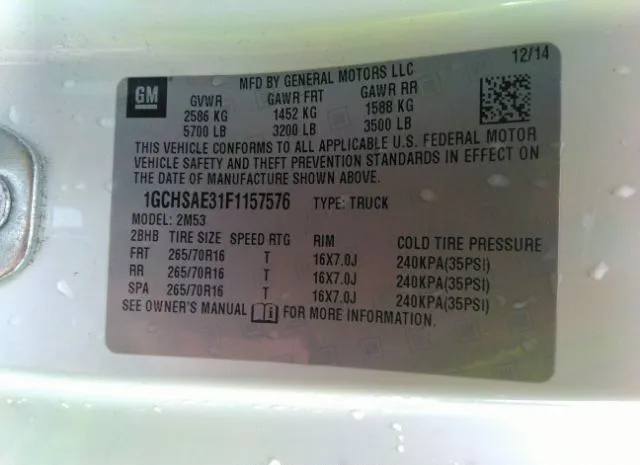 12/14
MFD BY GENERAL MOTORS LLC
GM
GVWR GAWR FRT GAWR RR
2586 KG 1452 KG 1588 KG
5700 LB 3200 LB 3500 LB
THIS VEHICLE CONFORMS TO ALL APPLICABLE U.S. FEDERAL MOTOR
VEHICLE SAFETY AND THEFT PREVENTION STANDARDS IN EFFECT ON
THE DATE OF MANUFACTURE SHOWN ABOVE.
1GCHSAE31F1157576 TYPE: TRUCK
MODEL: 2M53
2BHB TIRE SIZE SPEED RTG RIM COLD TIRE PRESSURE
FRT 265/70R16 T 16X7.0J 240KPA(35PSI)
RR 265/70R16 T 16X7.0J 240KPA(35PSI)
SPA 265/70R16 T 16X7.0J 240KPA(35PSI)
SEE OWNER'S MANUAL FOR MORE INFORMATION.